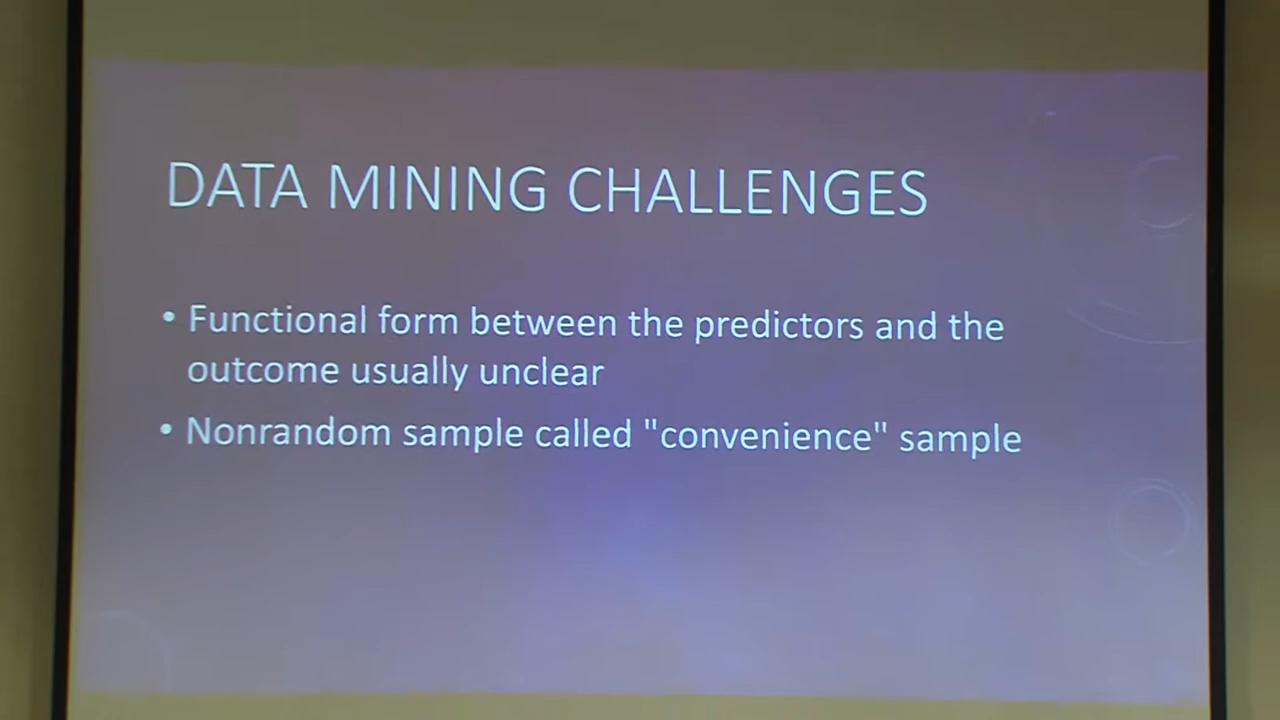 DATA MINING CHALLENGES
• Functional form between the predictors and the
outcome usually unclear
• Nonrandom sample called "convenience" sample